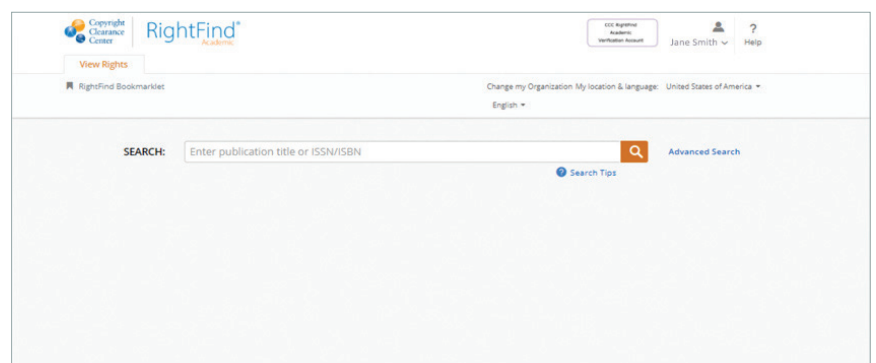 Copyright
Clearance
Center
RightFind®
Academic
CCC RightFind
Academic
Verification Account
Jane Smith
?
Help
View Rights
RightFind Bookmarklet
Change my Organization My location & language: United States of America
English
SEARCH: Enter publication title or ISSN/ISBN Advanced Search
? Search Tips